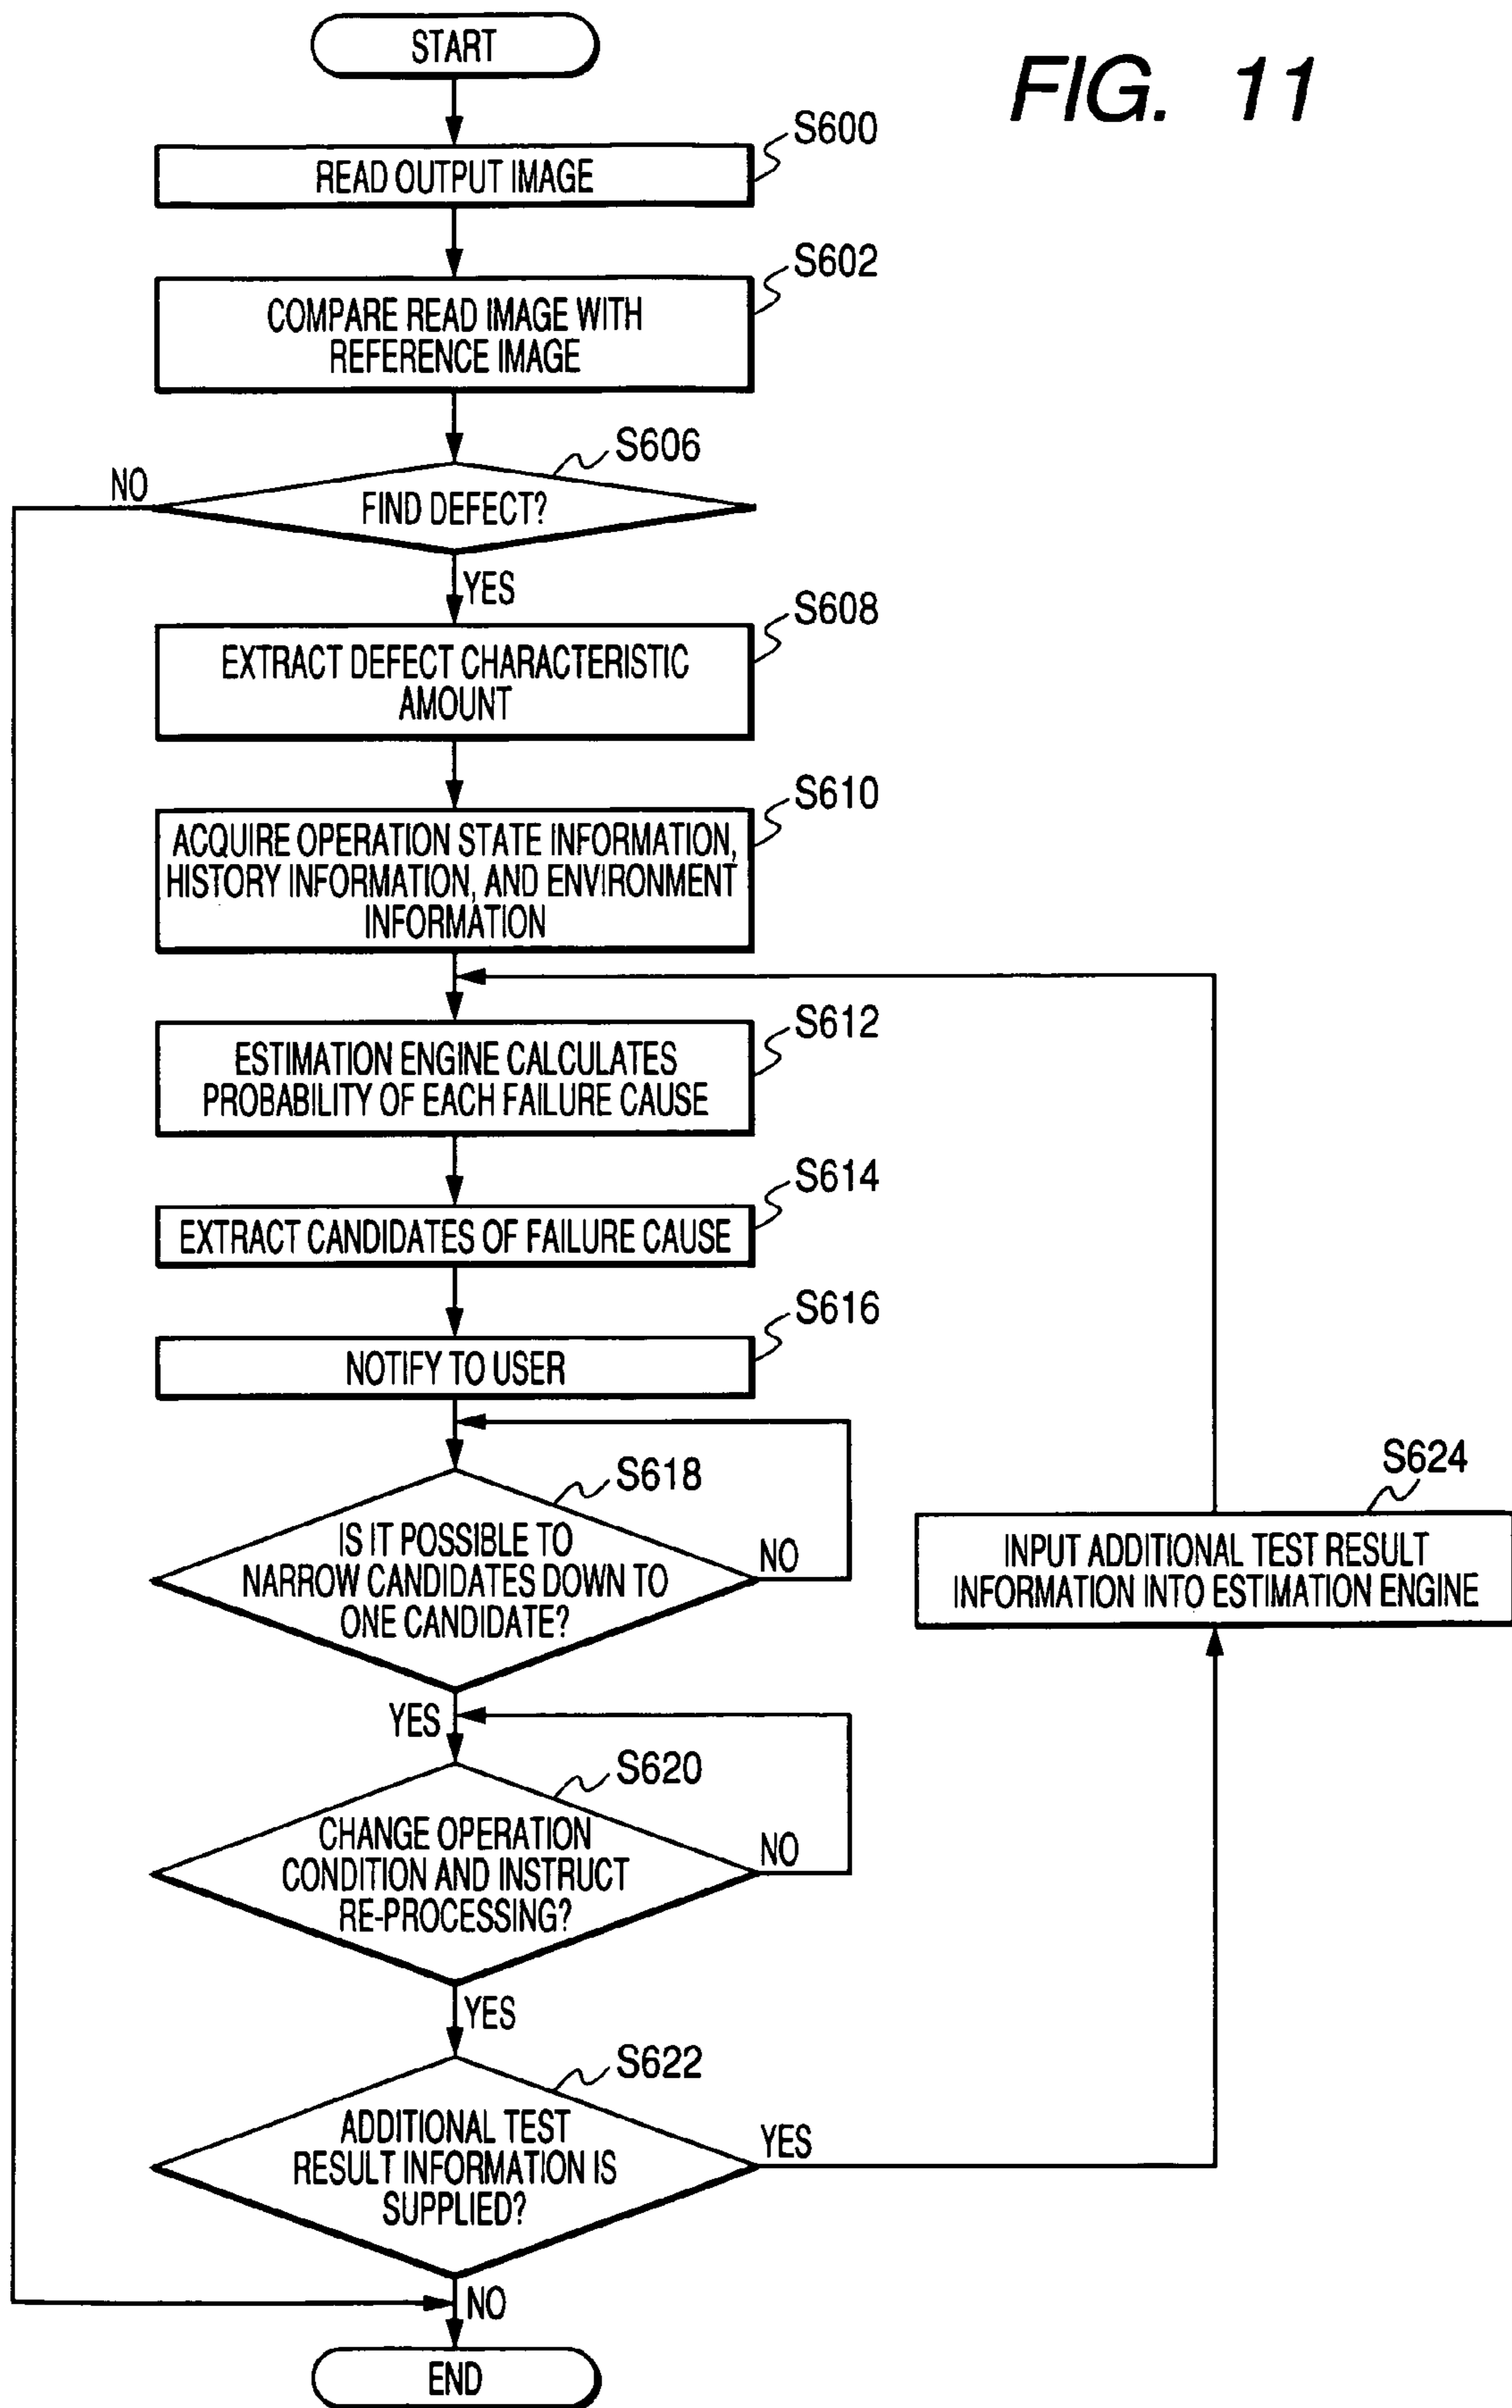 START
FIG. 11
S600
READ OUTPUT IMAGE
S602
COMPARE READ IMAGE WITH
REFERENCE IMAGE
S606
NO
FIND DEFECT?
YES
S608
EXTRACT DEFECT CHARACTERISTIC
AMOUNT
S610
ACQUIRE OPERATION STATE INFORMATION,
HISTORY INFORMATION, AND ENVIRONMENT
INFORMATION
S612
ESTIMATION ENGINE CALCULATES
PROBABILITY OF EACH FAILURE CAUSE
S614
EXTRACT CANDIDATES OF FAILURE CAUSE
S616
NOTIFY TO USER
S618
IS IT POSSIBLE TO
NARROW CANDIDATES DOWN TO
ONE CANDIDATE?
NO
S624
INPUT ADDITIONAL TEST RESULT
INFORMATION INTO ESTIMATION ENGINE
YES
S620
CHANGE OPERATION
CONDITION AND INSTRUCT
RE-PROCESSING?
NO
YES
S622
ADDITIONAL TEST
RESULT INFORMATION IS
SUPPLIED?
YES
NO
END